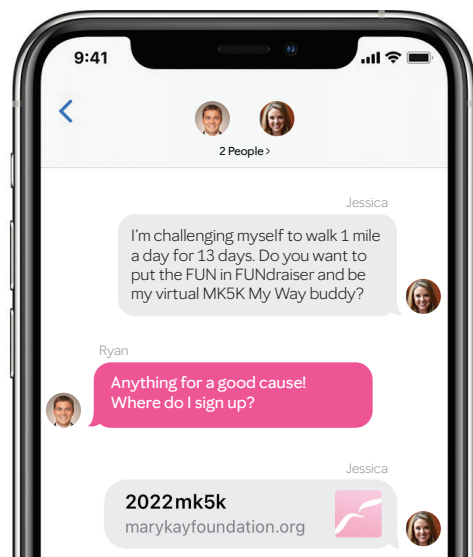 9:41
2 People >
Jessica
I'm challenging myself to walk 1 mile
a day for 13 days. Do you want to
put the FUN in FUNdraiser and be
my virtual MK5K My Way buddy?
Ryan
Anything for a good cause!
Where do I sign up?
Jessica
2022mk5k
marykayfoundation.org